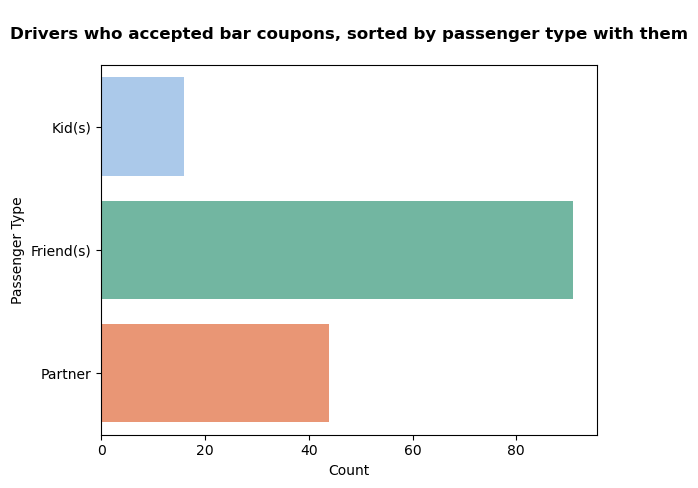 Drivers who accepted bar coupons, sorted by passenger type with them
Passenger Type
Kid(s)
Friend(s)
Partner
0 20 40 60 80
Count